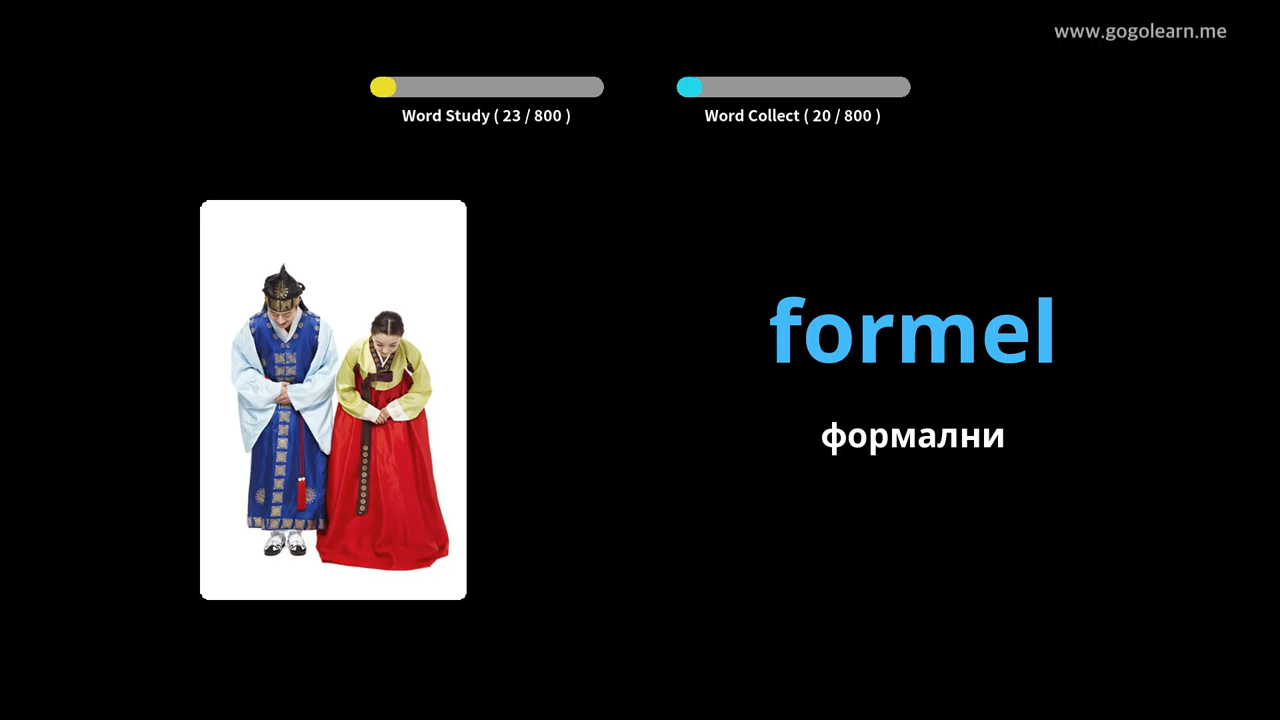 www.gogolearn.me
Word Study ( 23 / 800 )
Word Collect ( 20 / 800 )
formel
формални